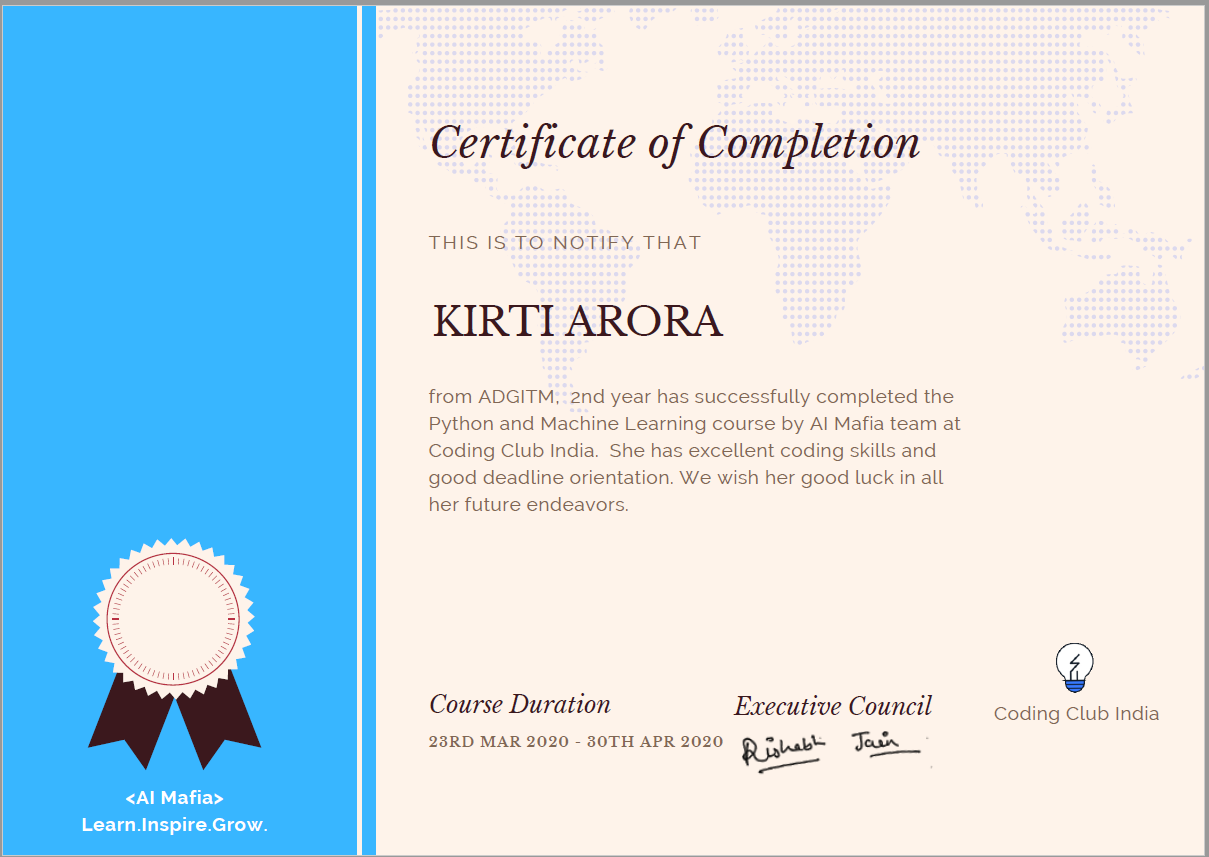 Certificate of Completion
THIS IS TO NOTIFY THAT
KIRTI ARORA
from ADGITM,  2nd year has successfully completed the
Python and Machine Learning course by AI Mafia team at
Coding Club India.  She has excellent coding skills and
good deadline orientation. We wish her good luck in all
her future endeavors.
Course Duration
23RD MAR 2020 - 30TH APR 2020
Executive Council
Rishabh Jain
Coding Club India
<AI Mafia>
Learn.Inspire.Grow.